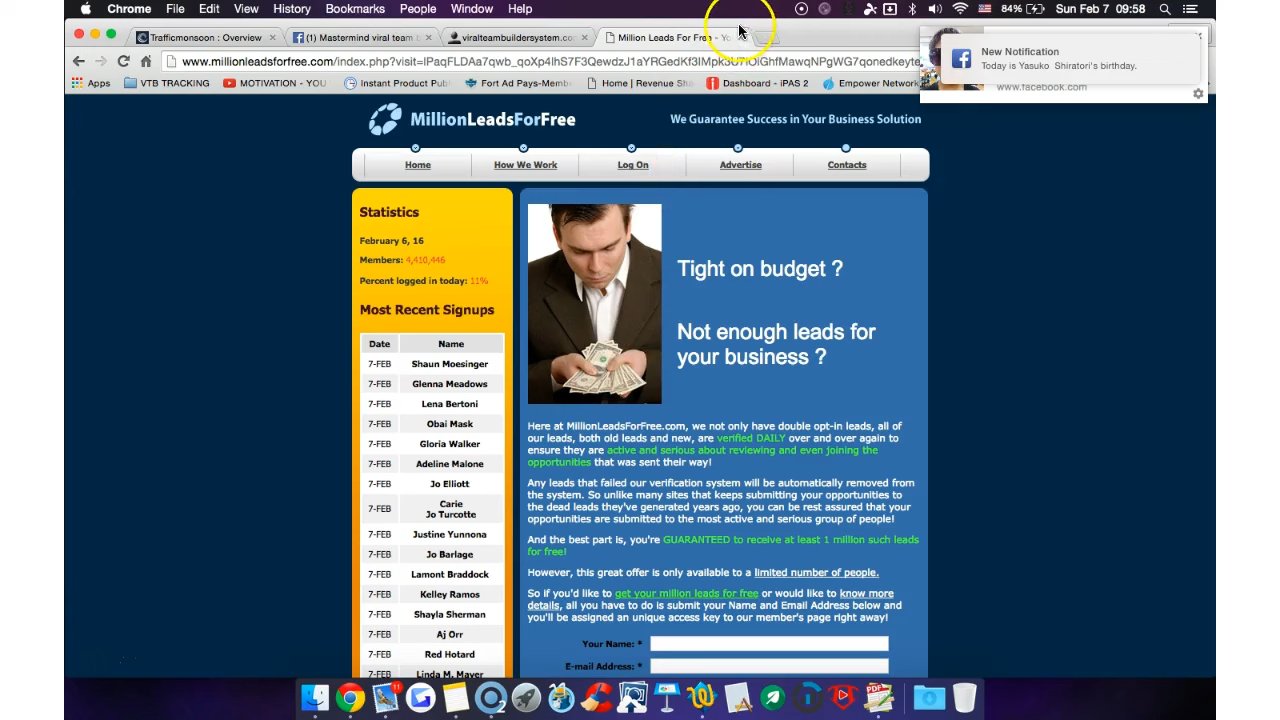 Chrome File Edit View History Bookmarks People Window Help 84% Sun Feb 7 09:58
Trafficmonsoon : Overview
(1) Mastermind viral team b
viralteambuildersystem.co
Million Leads For Free - Yo
New Notification
Today is Yasuko Shiratori's birthday.
www.facebook.com
Apps VTB TRACKING MOTIVATION - YOU Instant Product Pub Fort Ad Pays-Membe Home | Revenue Sha Dashboard - iPAS 2 Empower Network
MillionLeadsForFree
We Guarantee Success in Your Business Solution
Home How We Work Log On Advertise Contacts
Statistics
February 6, 16
Members: 4,410,446
Percent logged in today: 11%
Most Recent Signups
Date Name
7-FEB Shaun Moesinger
7-FEB Glenna Meadows
7-FEB Lena Bertoni
7-FEB Obai Mask
7-FEB Gloria Walker
7-FEB Adeline Malone
7-FEB Jo Elliott
7-FEB Carie
Jo Turcotte
7-FEB Justine Yunnona
7-FEB Jo Barlage
7-FEB Lamont Braddock
7-FEB Kelley Ramos
7-FEB Shayla Sherman
7-FEB Aj Orr
7-FEB Red Hotard
7-FEB Linda M. Mayer
Tight on budget ?
Not enough leads for
your business ?
Here at MillionLeadsForFree.com, we not only have double opt-in leads, all of
our leads, both old leads and new, are verified DAILY over and over again to
ensure they are active and serious about reviewing and even joining the
opportunities that was sent their way!
Any leads that failed our verification system will be automatically removed from
the system. So unlike many sites that keeps submitting your opportunities to
the dead leads they've generated years ago, you can be rest assured that your
opportunities are submitted to the most active and serious group of people!
And the best part is, you're GUARANTEED to receive at least 1 million such leads
for free!
However, this great offer is only available to a limited number of people.
So if you'd like to get your million leads for free or would like to know more
details, all you have to do is submit your Name and Email Address below and
you'll be assigned an unique access key to our member's page right away!
Your Name: *
E-mail Address: *
11
PDF